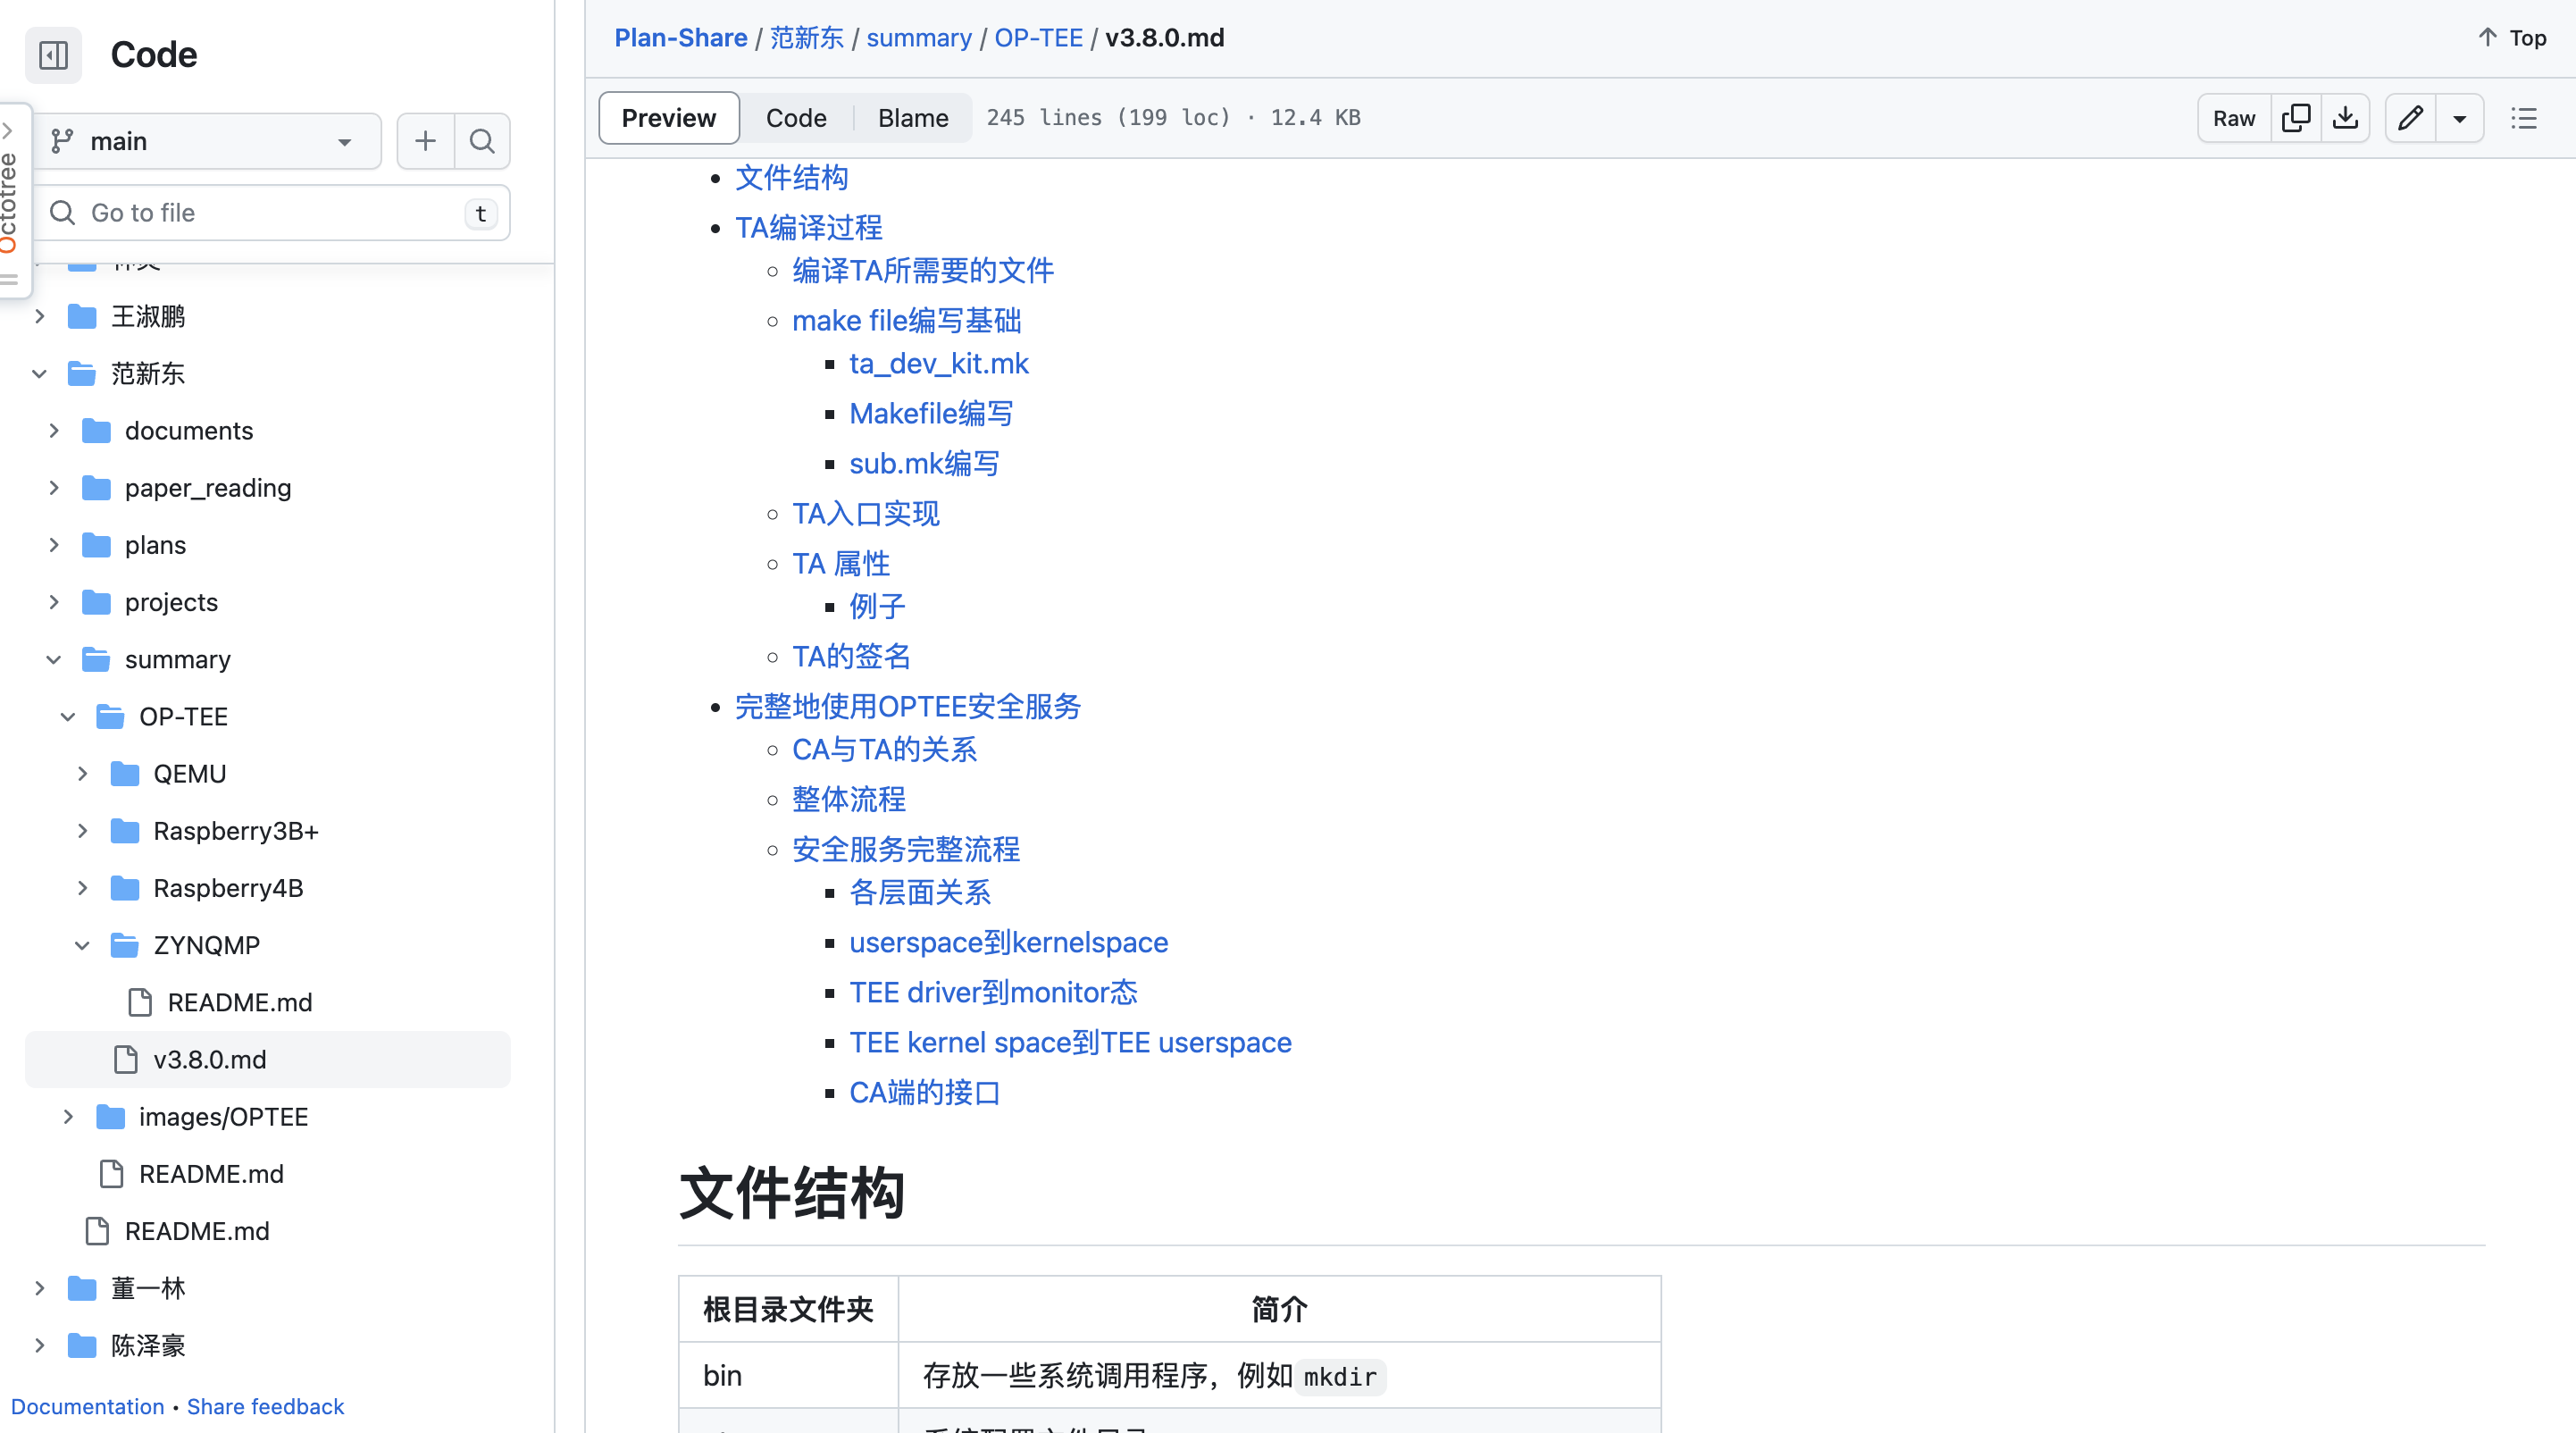 Code
main
Go to file
t
Octotree
王淑鹏
范新东
documents
paper_reading
plans
projects
summary
OP-TEE
QEMU
Raspberry3B+
Raspberry4B
ZYNQMP
README.md
v3.8.0.md
images/OPTEE
README.md
README.md
董一林
陈泽豪
Documentation • Share feedback
Plan-Share / 范新东 / summary / OP-TEE / v3.8.0.md
Top
Preview Code Blame 245 lines (199 loc) · 12.4 KB
Raw
文件结构
TA编译过程
编译TA所需要的文件
make file编写基础
ta_dev_kit.mk
Makefile编写
sub.mk编写
TA入口实现
TA 属性
例子
TA的签名
完整地使用OPTEE安全服务
CA与TA的关系
整体流程
安全服务完整流程
各层面关系
userspace到kernelspace
TEE driver到monitor态
TEE kernel space到TEE userspace
CA端的接口
文件结构
根目录文件夹 简介
bin 存放一些系统调用程序，例如 mkdir